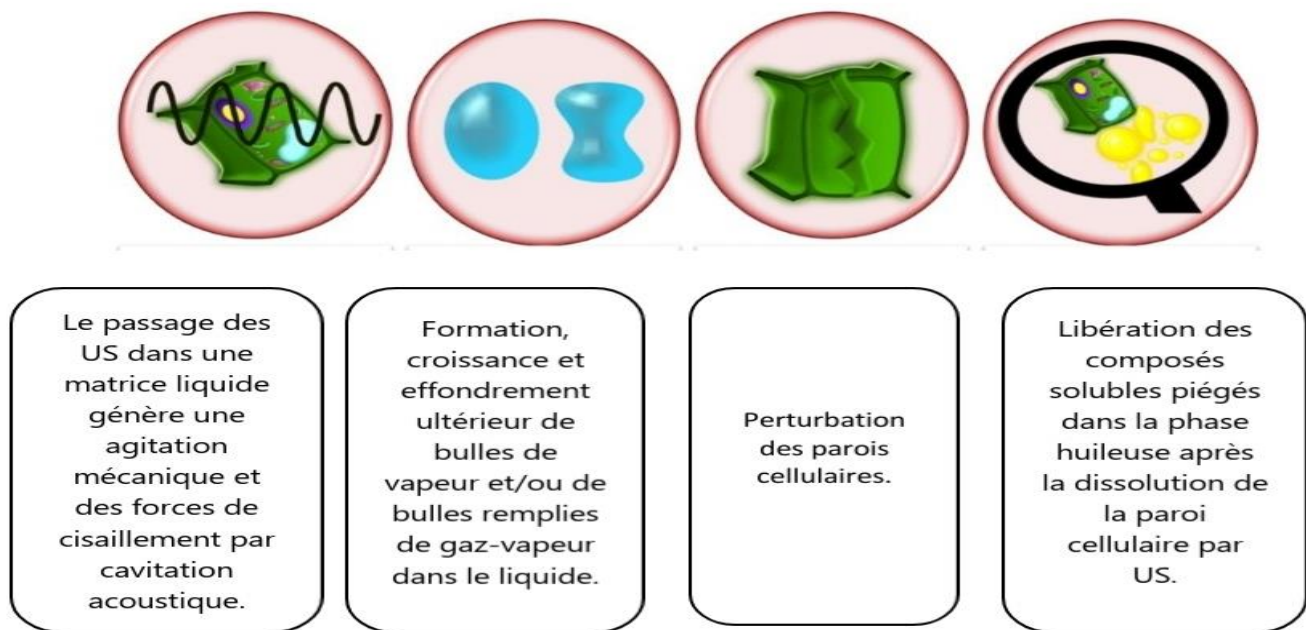 Le passage des
US dans une
matrice liquide
génère une
agitation
mécanique et
des forces de
cisaillement par
cavitation
acoustique.
Formation,
croissance et
effondrement
ultérieur de
bulles de
vapeur et/ou de
bulles remplies
de gaz-vapeur
dans le liquide.
Perturbation
des parois
cellulaires.
Libération des
composés
solubles piégés
dans la phase
huileuse après
la dissolution de
la paroi
cellulaire par
US.